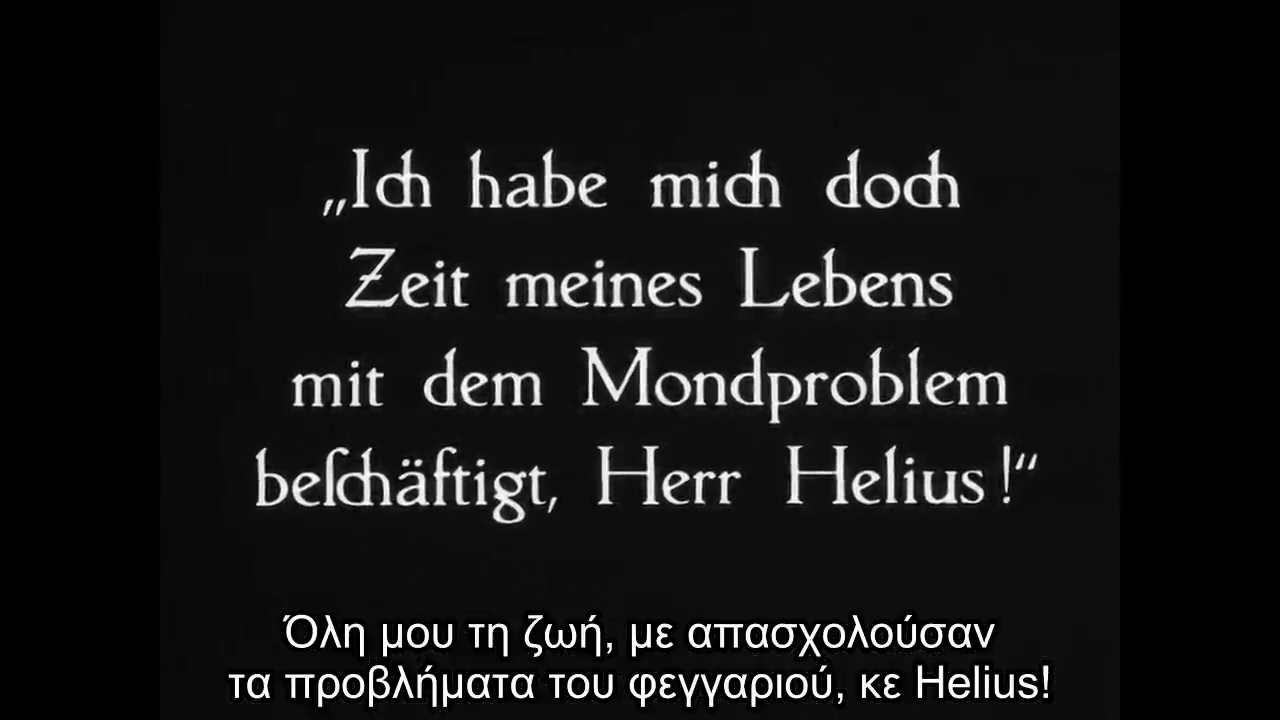 „Ich habe mich doch
Zeit meines Lebens
mit dem Mondproblem
beſchäftigt, Herr Helius!“
Όλη μου τη ζωή, με απασχολούσαν
τα προβλήματα του φεγγαριού, κε Helius!